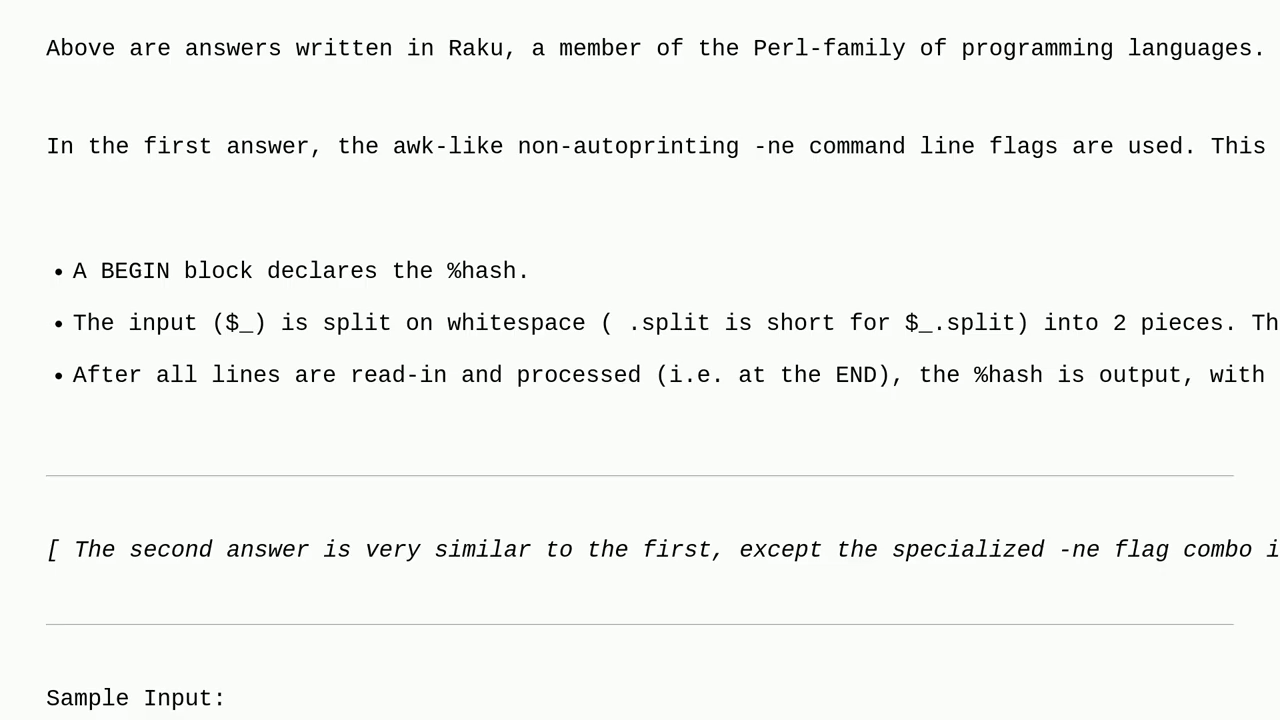 Above are answers written in Raku, a member of the Perl-family of programming languages.
In the first answer, the awk-like non-autoprinting -ne command line flags are used. This
• A BEGIN block declares the %hash.
• The input ($_) is split on whitespace ( .split is short for $_.split) into 2 pieces. Th
• After all lines are read-in and processed (i.e. at the END), the %hash is output, with
[ The second answer is very similar to the first, except the specialized -ne flag combo i
Sample Input: